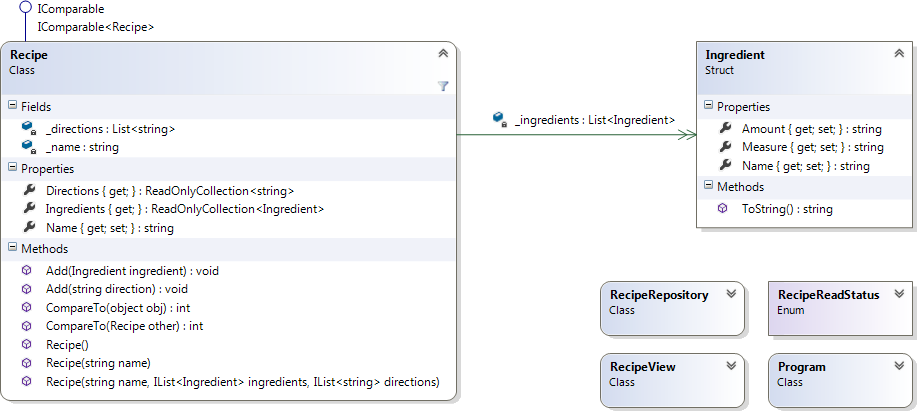 IComparable
IComparable<Recipe>
Recipe
Class
Fields
_directions : List<string>
_name : string
Properties
Directions { get; } : ReadOnlyCollection<string>
Ingredients { get; } : ReadOnlyCollection<Ingredient>
Name { get; set; } : string
Methods
Add(Ingredient ingredient) : void
Add(string direction) : void
CompareTo(object obj) : int
CompareTo(Recipe other) : int
Recipe()
Recipe(string name)
Recipe(string name, IList<Ingredient> ingredients, IList<string> directions)
_ingredients : List<Ingredient>
Ingredient
Struct
Properties
Amount { get; set; } : string
Measure { get; set; } : string
Name { get; set; } : string
Methods
ToString() : string
RecipeRepository
Class
RecipeReadStatus
Enum
RecipeView
Class
Program
Class